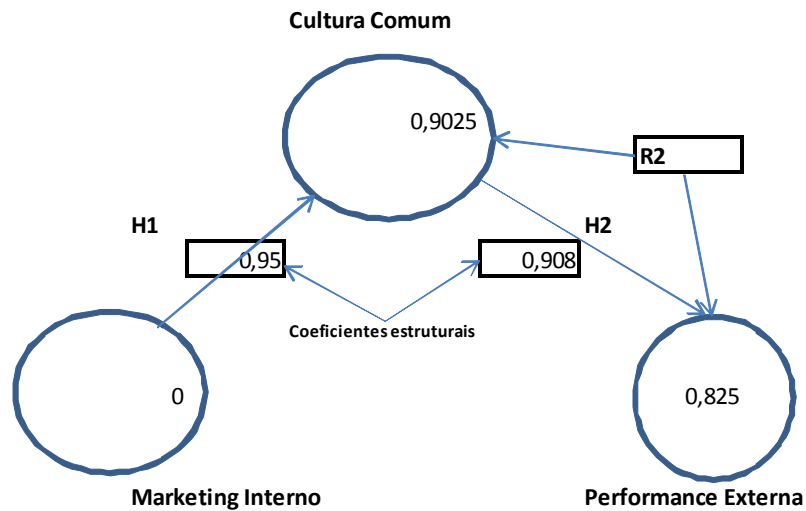 Cultura Comum
0,9025
R2
H1
H2
0,95
0,908
Coeficientes estruturais
0
0,825
Marketing Interno
Performance Externa